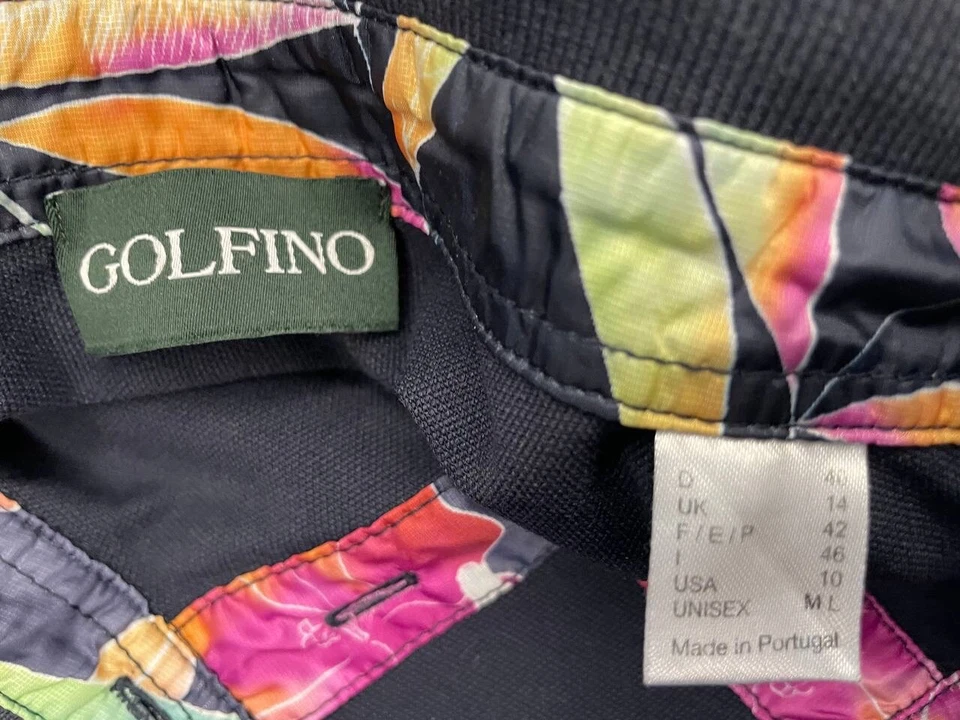 GOLFINO
D 40
UK 14
F/E/P 42
I 46
USA 10
UNISEX M L
Made in Portugal